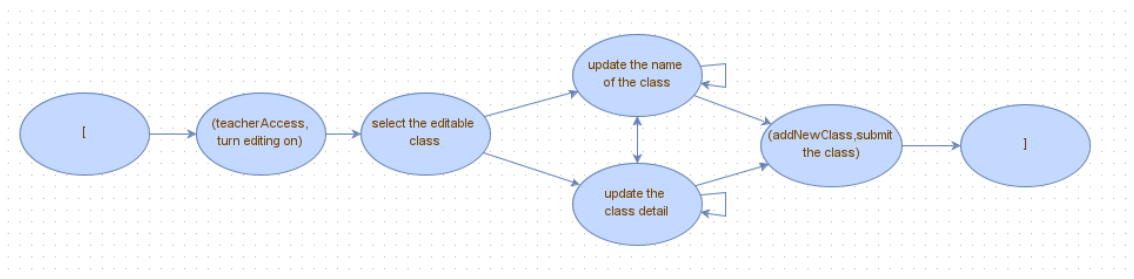 [
(teacherAccess,
turn editing on)
select the editable
class
update the name
of the class
update the
class detail
(addNewClass,submit
the class)
]